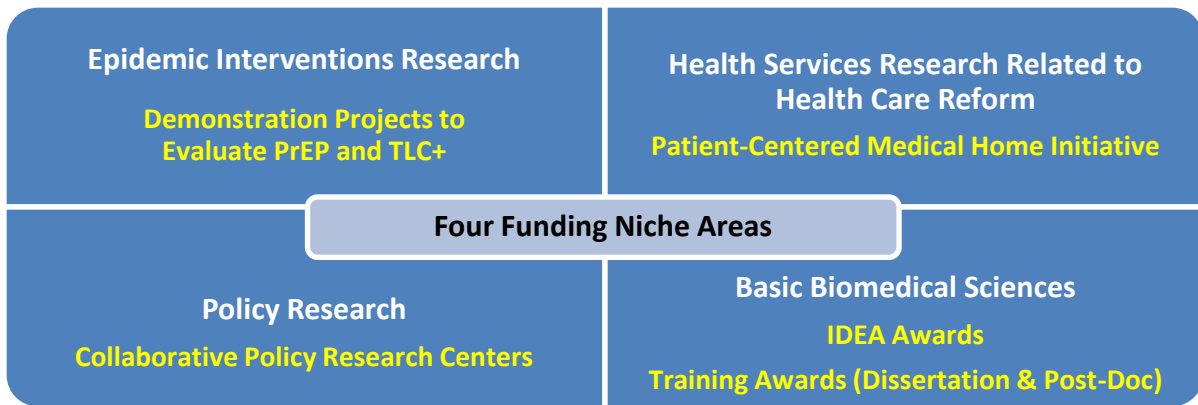 Epidemic Interventions Research
Demonstration Projects to
Evaluate PrEP and TLC+
Health Services Research Related to
Health Care Reform
Patient-Centered Medical Home Initiative
Four Funding Niche Areas
Policy Research
Collaborative Policy Research Centers
Basic Biomedical Sciences
IDEA Awards
Training Awards (Dissertation & Post-Doc)